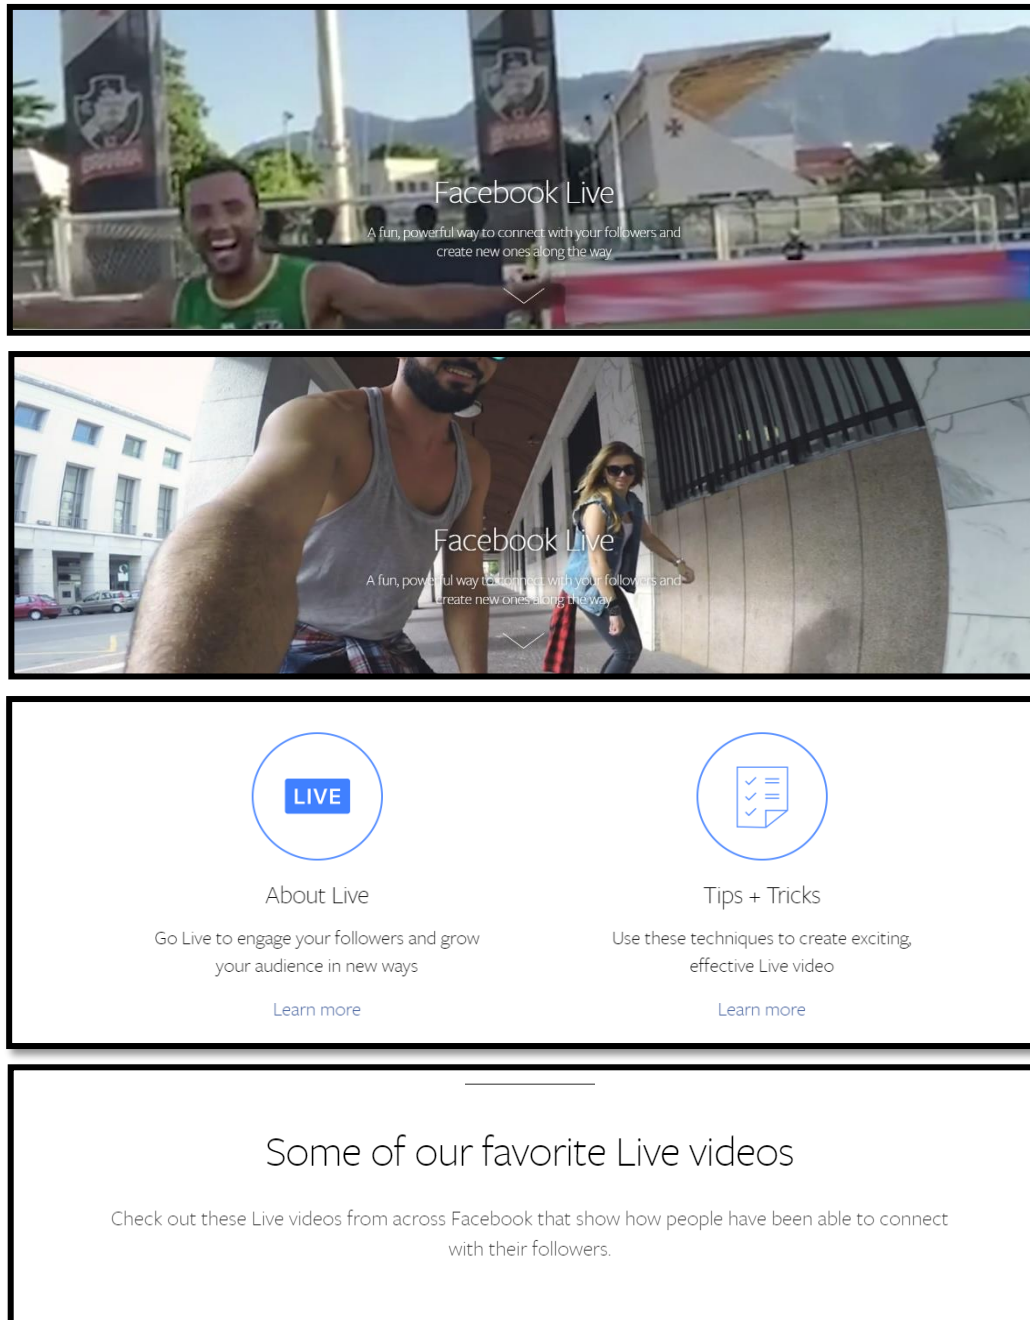 BRAHMA
BRAHMA
Facebook Live
A fun, powerful way to connect with your followers and
create new ones along the way
Facebook Live
A fun, powerful way to connect with your followers and
create new ones along the way
LIVE
About Live
Go Live to engage your followers and grow
your audience in new ways
Learn more
Tips + Tricks
Use these techniques to create exciting,
effective Live video
Learn more
Some of our favorite Live videos
Check out these Live videos from across Facebook that show how people have been able to connect
with their followers.